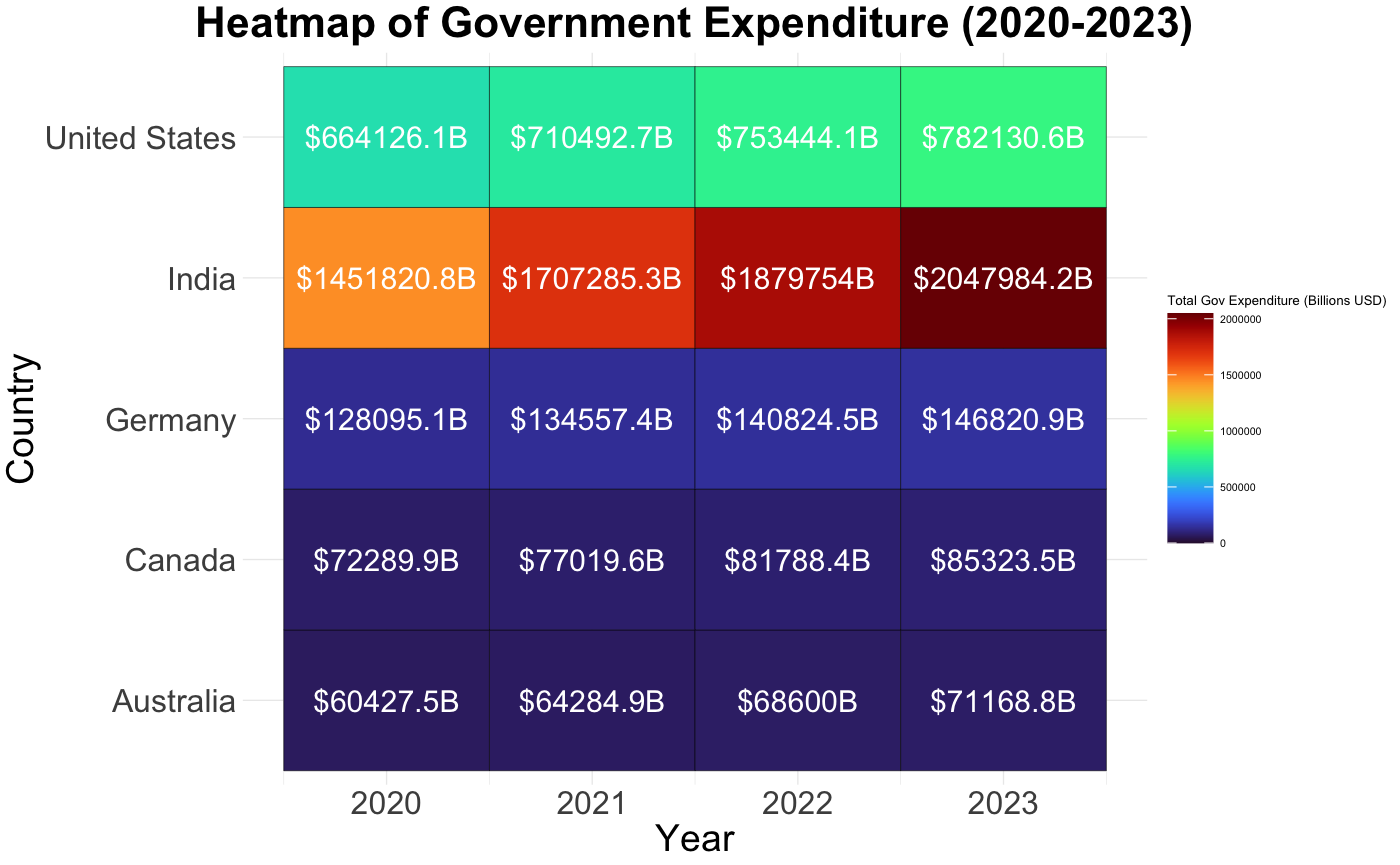 Heatmap of Government Expenditure (2020-2023)
United States $664126.1B $710492.7B $753444.1B $782130.6B
India $1451820.8B $1707285.3B $1879754B $2047984.2B
Germany $128095.1B $134557.4B $140824.5B $146820.9B
Canada $72289.9B $77019.6B $81788.4B $85323.5B
Australia $60427.5B $64284.9B $68600B $71168.8B
2020 2021 2022 2023
Year
Country
Total Gov Expenditure (Billions USD)
2000000
1500000
1000000
500000
0